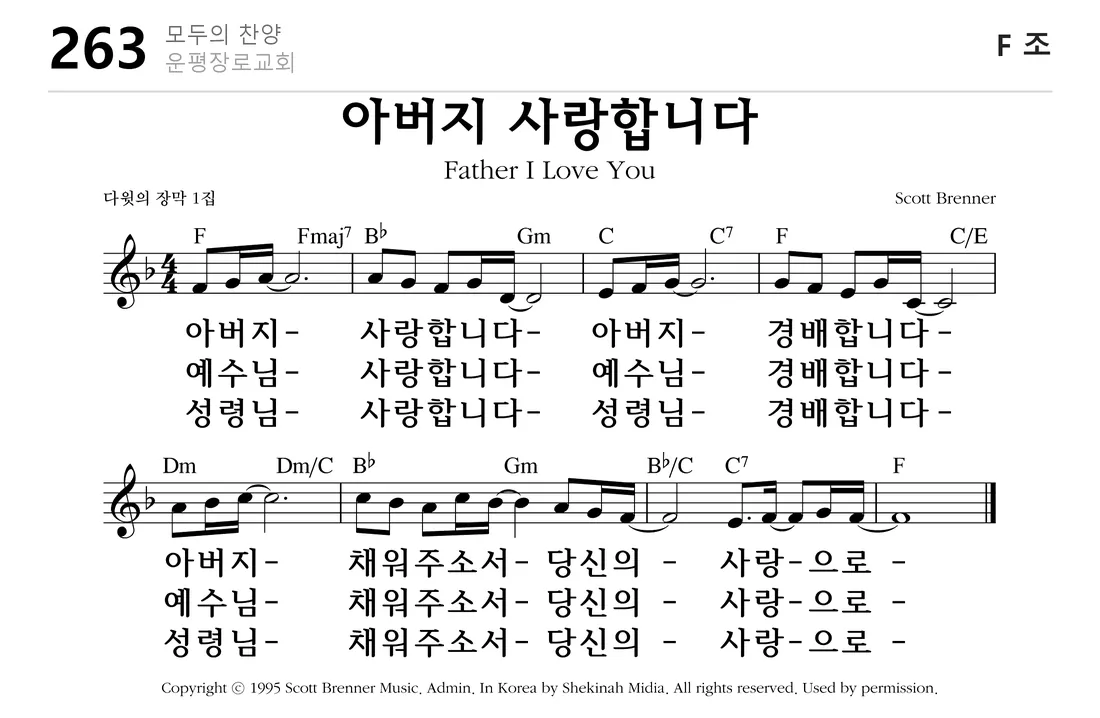 263 모두의 찬양
운평장로교회
F 조
아버지 사랑합니다
Father I Love You
다윗의 장막 1집
Scott Brenner
F Fmaj7 B♭ Gm C C7 F C/E
아버지- 사랑합니다- 아버지- 경배합니다-
예수님- 사랑합니다- 예수님- 경배합니다-
성령님- 사랑합니다- 성령님- 경배합니다-
Dm Dm/C B♭ Gm B♭/C C7 F
아버지- 채워주소서- 당신의 - 사랑-으로 -
예수님- 채워주소서- 당신의 - 사랑-으로 -
성령님- 채워주소서- 당신의 - 사랑-으로 -
Copyright ⓒ 1995 Scott Brenner Music. Admin. In Korea by Shekinah Midia. All rights reserved. Used by permission.